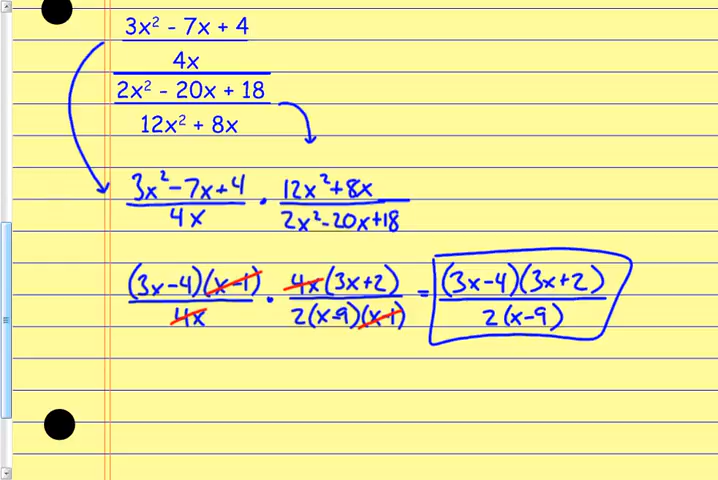 3x² - 7x + 4
4x
2x² - 20x + 18
12x² + 8x
3x²-7x+4 · 12x²+8x
4x 2x²-20x+18
(3x-4)(x-1) · 4x(3x+2) = (3x-4)(3x+2)
4x 2(x-9)(x-1) 2(x-9)